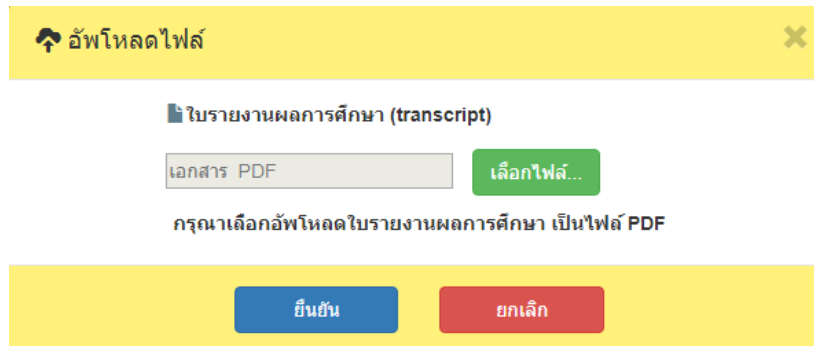 อัพโหลดไฟล์
ใบรายงานผลการศึกษา (transcript)
เอกสาร PDF
เลือกไฟล์...
กรุณาเลือกอัพโหลดใบรายงานผลการศึกษา เป็นไฟล์ PDF
ยืนยัน
ยกเลิก